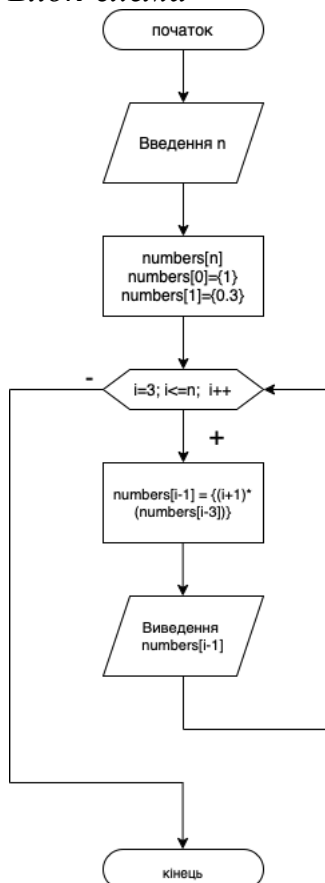 початок
Введення n
numbers[n]
numbers[0]={1}
numbers[1]={0.3}
-
i=3; i<=n; i++
+
numbers[i-1] = {(i+1)*
(numbers[i-3])}
Виведення
numbers[i-1]
кінець